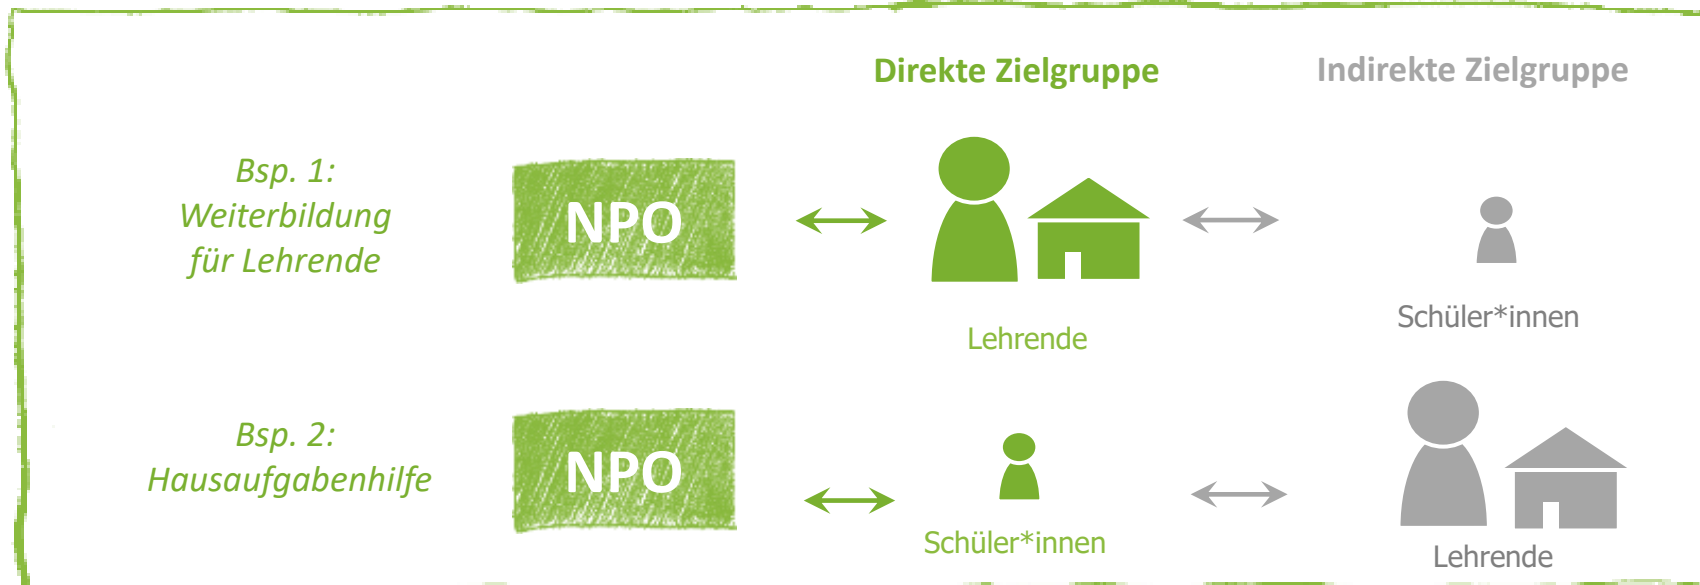 Direkte Zielgruppe
Indirekte Zielgruppe
Bsp. 1:
Weiterbildung
für Lehrende
NPO
Lehrende
Schüler*innen
Bsp. 2:
Hausaufgabenhilfe
NPO
Schüler*innen
Lehrende